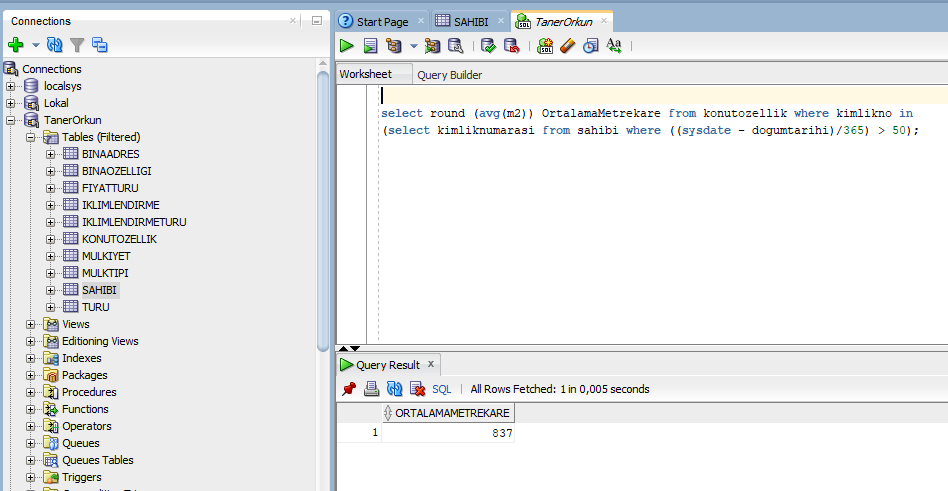 Connections
Connections
localsys
Lokal
TanerOrkun
Tables (Filtered)
BINAADRES
BINAOZELLIGI
FIYATTURU
IKLIMLENDIRME
IKLIMLENDIRMETURU
KONUTOZELLIK
MULKIYET
MULKTIPI
SAHIBI
TURU
Views
Editioning Views
Indexes
Packages
Procedures
Functions
Operators
Queues
Queues Tables
Triggers
Start Page
SAHIBI
TanerOrkun
Worksheet
Query Builder
select round (avg(m2)) OrtalamaMetrekare from konutozellik where kimlikno in
(select kimliknumarasi from sahibi where ((sysdate - dogumtarihi)/365) > 50);
Query Result
SQL
All Rows Fetched: 1 in 0,005 seconds
ORTALAMAMETREKARE
1 837